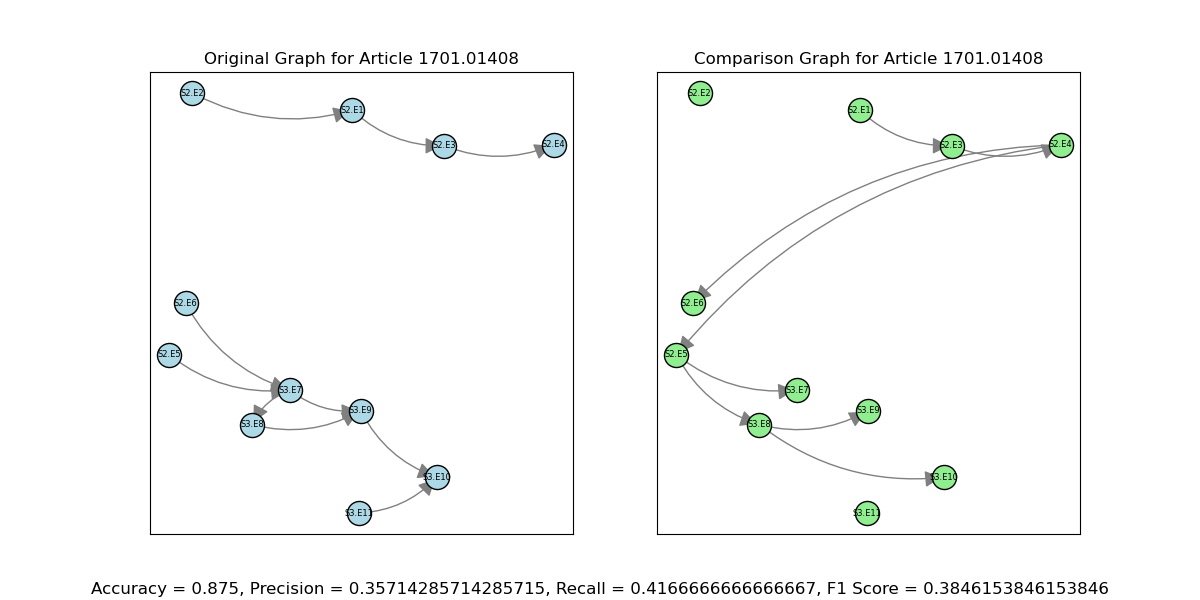 Original Graph for Article 1701.01408
S2.E2
S2.E1
S2.E3
S2.E4
S2.E6
S2.E5
S3.E7
S3.E9
S3.E8
S3.E10
S3.E11
Comparison Graph for Article 1701.01408
S2.E2
S2.E1
S2.E3
S2.E4
S2.E6
S2.E5
S3.E7
S3.E9
S3.E8
S3.E10
S3.E11
Accuracy = 0.875, Precision = 0.35714285714285715, Recall = 0.4166666666666667, F1 Score = 0.3846153846153846